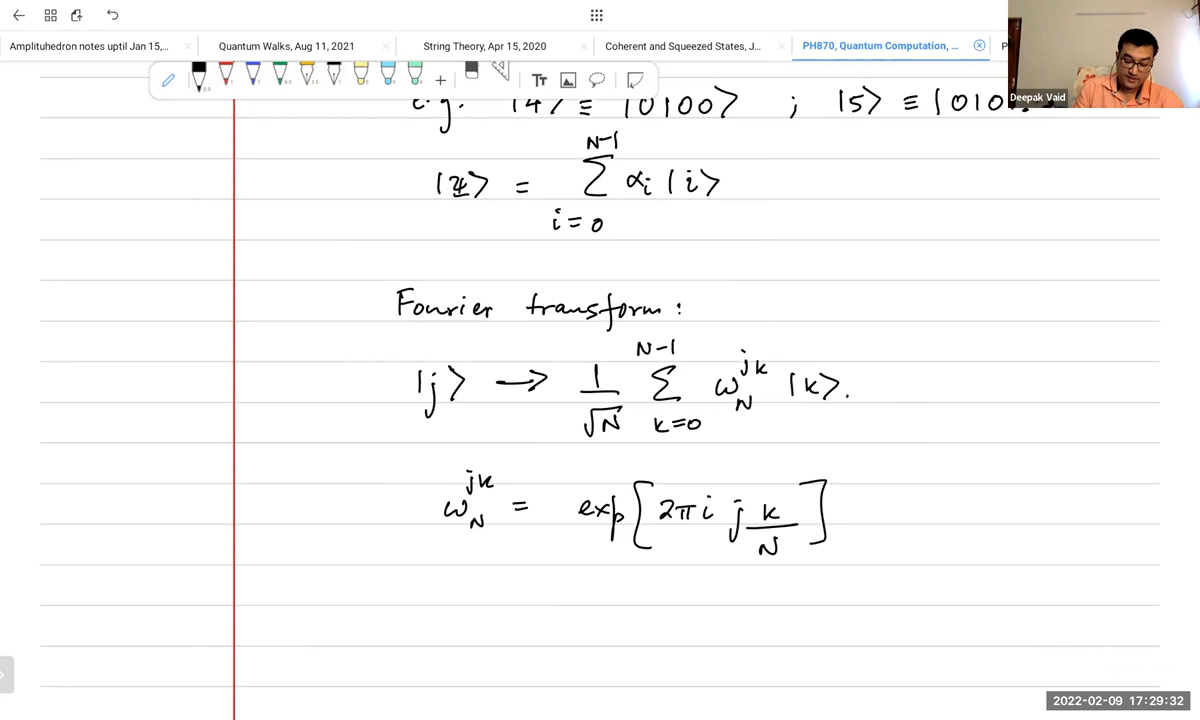 Amplituhedron notes uptil Jan 15,... Quantum Walks, Aug 11, 2021 String Theory, Apr 15, 2020 Coherent and Squeezed States, J... PH870, Quantum Computation, ... P
Deepak Vaid
e.g. |4> ≡ |0100> ; |5> ≡ |010
|Ψ> = Σ_{i=0}^{N-1} α_i |i>
Fourier transform:
|j> → 1/√N Σ_{k=0}^{N-1} ω_N^{jk} |k>.
ω_N^{jk} = exp[2πi j k/N]
2022-02-09 17:29:32